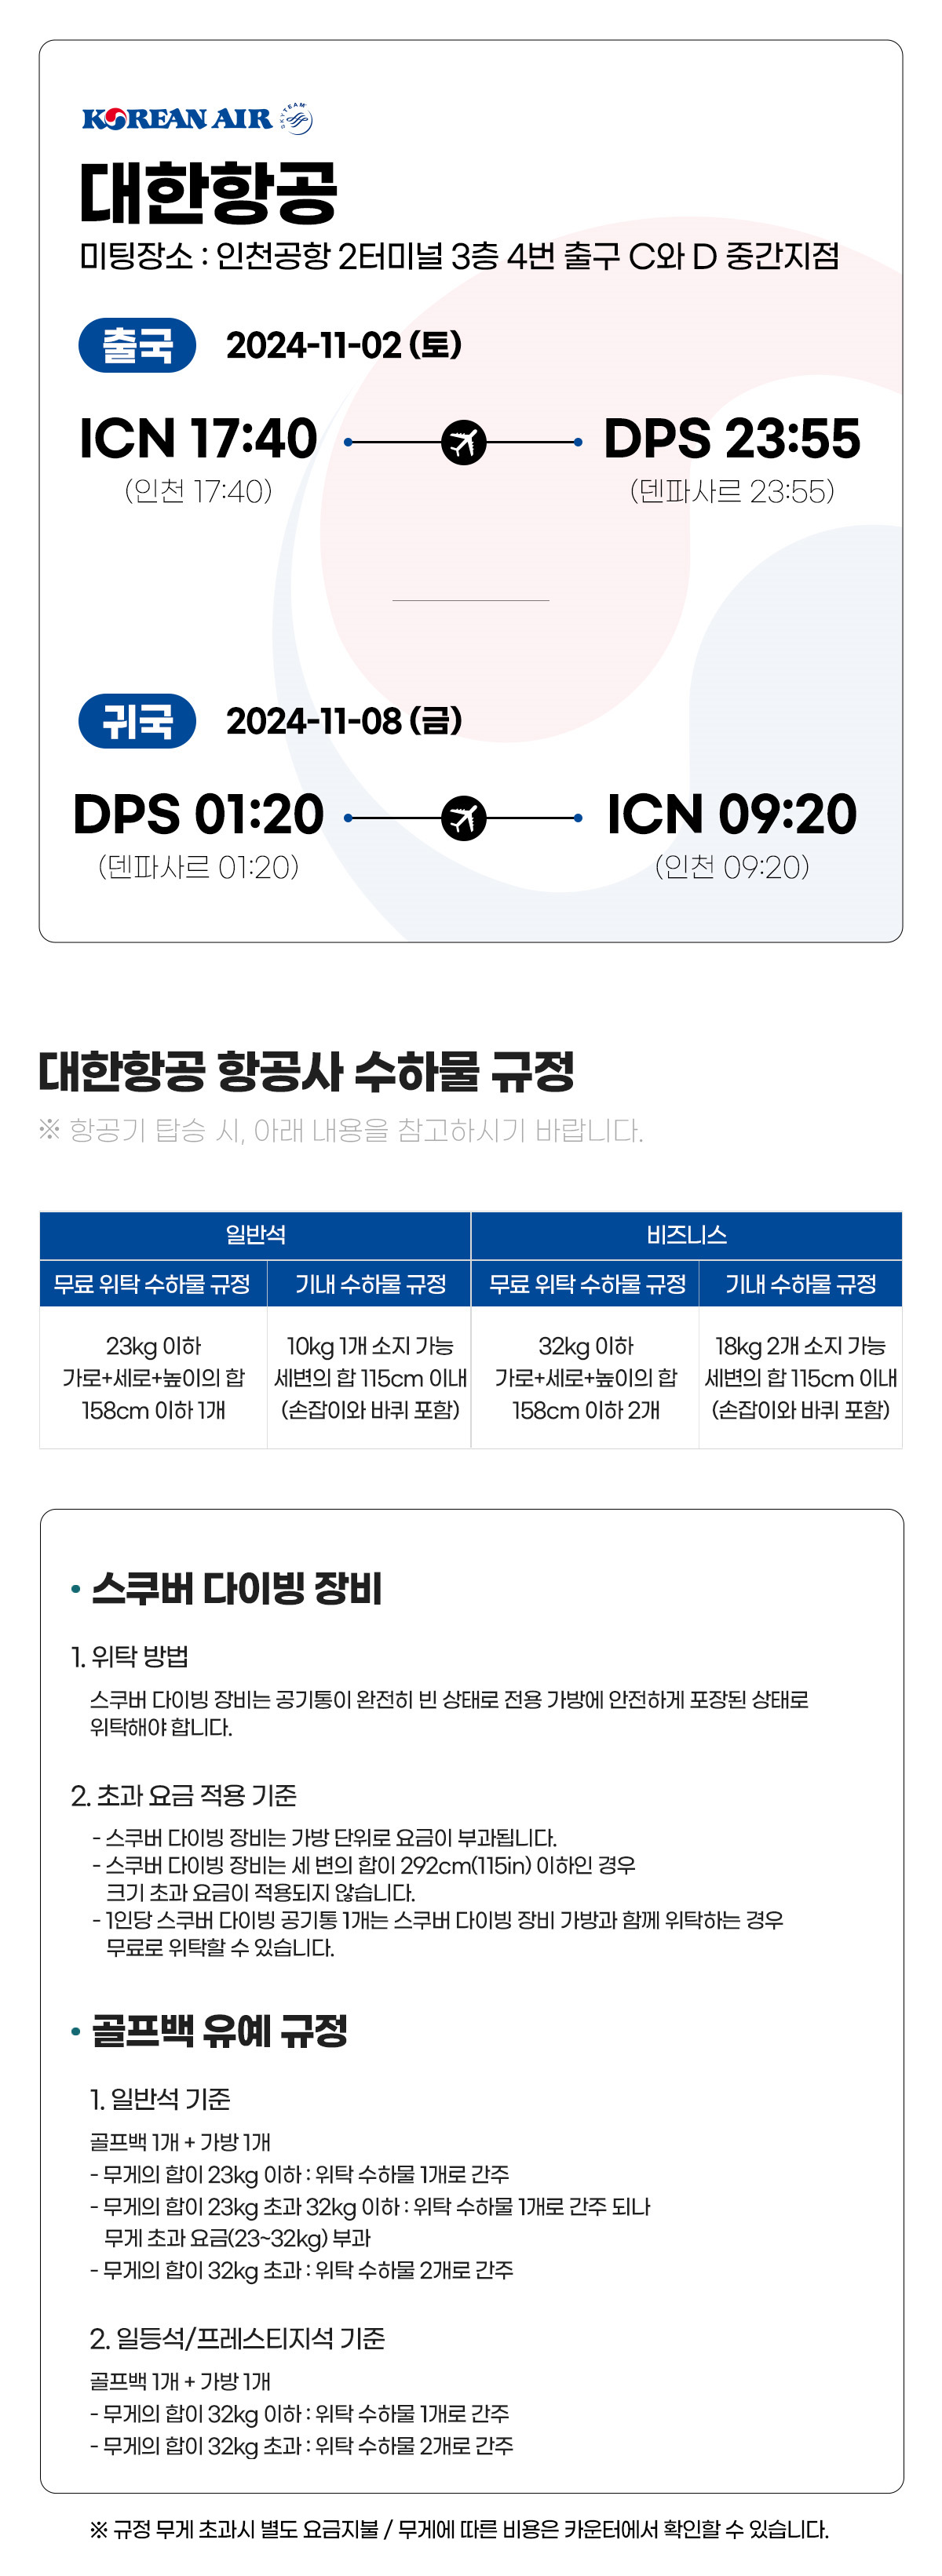 KOREAN AIR SKYTEAM
대한항공
미팅장소 : 인천공항 2터미널 3층 4번 출구 C와 D 중간지점
출국 2024-11-02 (토)
ICN 17:40 DPS 23:55
(인천 17:40) (덴파사르 23:55)
귀국 2024-11-08 (금)
DPS 01:20 ICN 09:20
(덴파사르 01:20) (인천 09:20)
대한항공 항공사 수하물 규정
※ 항공기 탑승 시, 아래 내용을 참고하시기 바랍니다.
일반석 비즈니스
무료 위탁 수하물 규정 기내 수하물 규정 무료 위탁 수하물 규정 기내 수하물 규정
23kg 이하 10kg 1개 소지 가능 32kg 이하 18kg 2개 소지 가능
가로+세로+높이의 합 세변의 합 115cm 이내 가로+세로+높이의 합 세변의 합 115cm 이내
158cm 이하 1개 (손잡이와 바퀴 포함) 158cm 이하 2개 (손잡이와 바퀴 포함)
• 스쿠버 다이빙 장비
1. 위탁 방법
스쿠버 다이빙 장비는 공기통이 완전히 빈 상태로 전용 가방에 안전하게 포장된 상태로
위탁해야 합니다.
2. 초과 요금 적용 기준
- 스쿠버 다이빙 장비는 가방 단위로 요금이 부과됩니다.
- 스쿠버 다이빙 장비는 세 변의 합이 292cm(115in) 이하인 경우
크기 초과 요금이 적용되지 않습니다.
- 1인당 스쿠버 다이빙 공기통 1개는 스쿠버 다이빙 장비 가방과 함께 위탁하는 경우
무료로 위탁할 수 있습니다.
• 골프백 유예 규정
1. 일반석 기준
골프백 1개 + 가방 1개
- 무게의 합이 23kg 이하 : 위탁 수하물 1개로 간주
- 무게의 합이 23kg 초과 32kg 이하 : 위탁 수하물 1개로 간주 되나
무게 초과 요금(23~32kg) 부과
- 무게의 합이 32kg 초과 : 위탁 수하물 2개로 간주
2. 일등석/프레스티지석 기준
골프백 1개 + 가방 1개
- 무게의 합이 32kg 이하 : 위탁 수하물 1개로 간주
- 무게의 합이 32kg 초과 : 위탁 수하물 2개로 간주
※ 규정 무게 초과시 별도 요금지불 / 무게에 따른 비용은 카운터에서 확인할 수 있습니다.